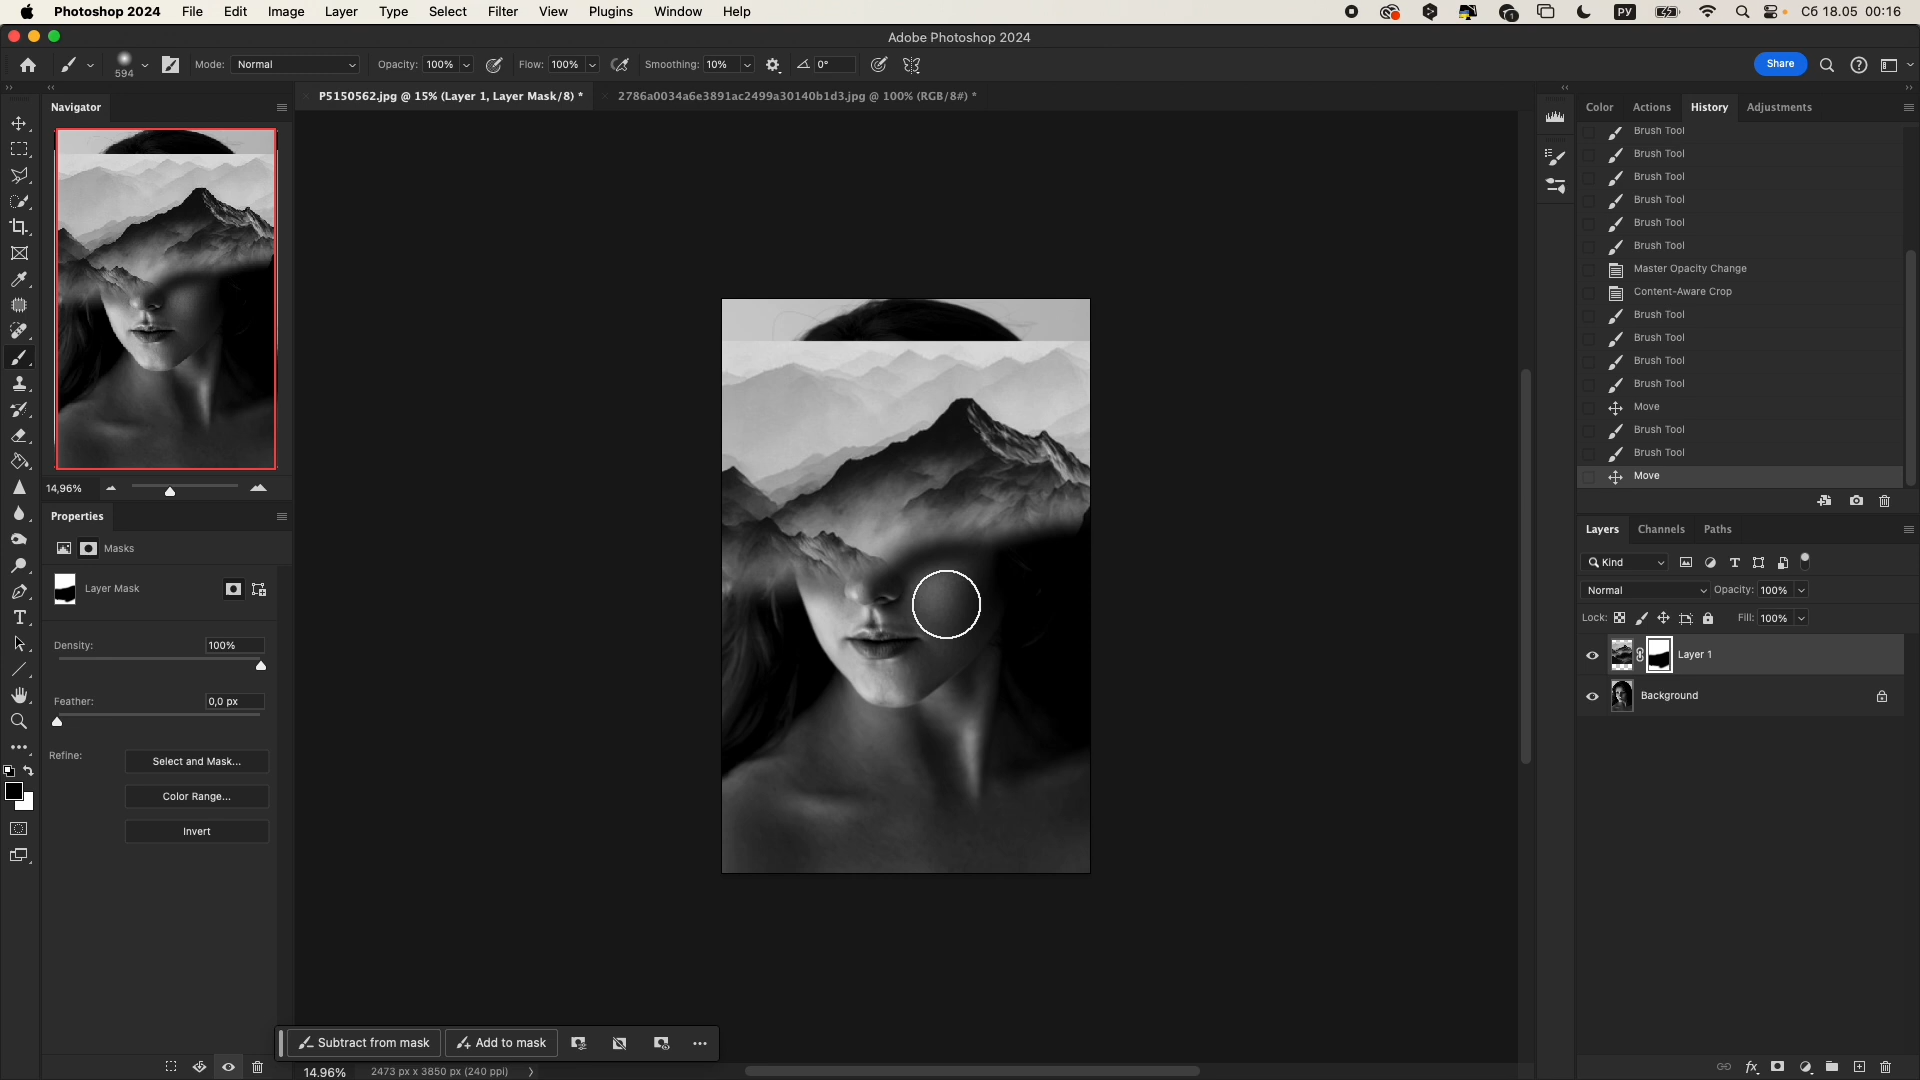 Photoshop 2024 File Edit Image Layer Type Select Filter View Plugins Window Help РУ Сб 18.05 00:16
Adobe Photoshop 2024
594 Mode: Normal Opacity: 100% Flow: 100% Smoothing: 10% 0° Share
Navigator
P5150562.jpg @ 15% (Layer 1, Layer Mask/8) *
2786a0034a6e3891ac2499a30140b1d3.jpg @ 100% (RGB/8#) *
14,96%
Properties
Masks
Layer Mask
Density: 100%
Feather: 0,0 px
Refine:
Select and Mask...
Color Range...
Invert
Subtract from mask
Add to mask
14.96% 2473 px x 3850 px (240 ppi)
Color Actions History Adjustments
Brush Tool
Brush Tool
Brush Tool
Brush Tool
Brush Tool
Brush Tool
Master Opacity Change
Content-Aware Crop
Brush Tool
Brush Tool
Brush Tool
Brush Tool
Move
Brush Tool
Brush Tool
Move
Layers Channels Paths
Kind
Normal Opacity: 100%
Lock: Fill: 100%
Layer 1
Background